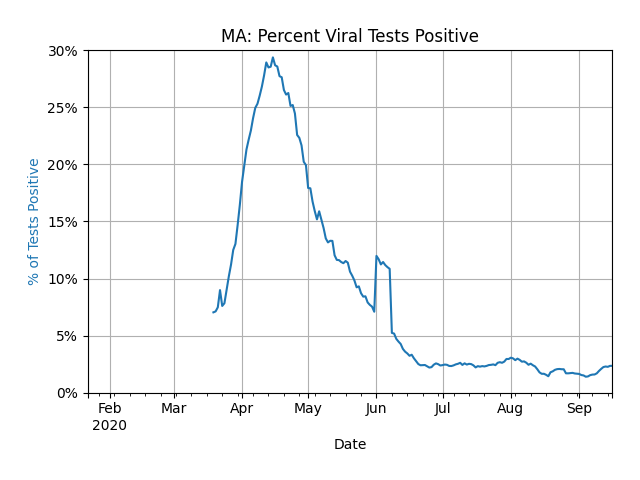 MA: Percent Viral Tests Positive
30%
25%
20%
15%
10%
5%
0%
% of Tests Positive
Feb Mar Apr May Jun Jul Aug Sep
2020
Date